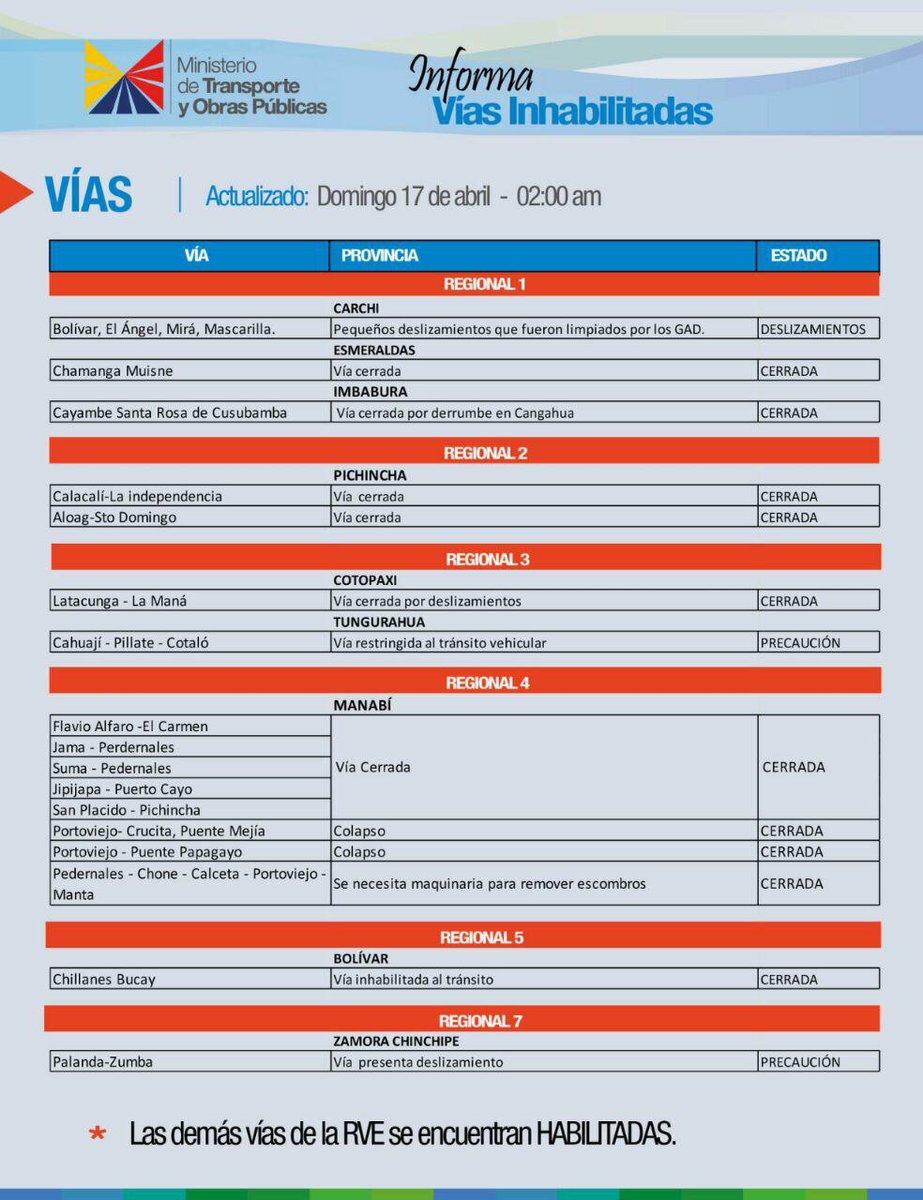 Ministerio
de Transporte
y Obras Públicas
Informa
Vías Inhabilitadas
VÍAS
Actualizado: Domingo 17 de abril - 02:00 am
VÍA PROVINCIA ESTADO
REGIONAL 1
CARCHI
Bolívar, El Ángel, Mirá, Mascarilla. Pequeños deslizamientos que fueron limpiados por los GAD. DESLIZAMIENTOS
ESMERALDAS
Chamanga Muisne Vía cerrada CERRADA
IMBABURA
Cayambe Santa Rosa de Cusubamba Vía cerrada por derrumbe en Cangahua CERRADA
REGIONAL 2
PICHINCHA
Calacalí-La independencia Vía cerrada CERRADA
Aloag-Sto Domingo Vía cerrada CERRADA
REGIONAL 3
COTOPAXI
Latacunga - La Maná Vía cerrada por deslizamientos CERRADA
TUNGURAHUA
Cahuají - Pillate - Cotaló Vía restringida al tránsito vehicular PRECAUCIÓN
REGIONAL 4
MANABÍ
Flavio Alfaro -El Carmen
Jama - Perdernales
Suma - Pedernales Vía Cerrada CERRADA
Jipijapa - Puerto Cayo
San Placido - Pichincha
Portoviejo- Crucita, Puente Mejía Colapso CERRADA
Portoviejo - Puente Papagayo Colapso CERRADA
Pedernales - Chone - Calceta - Portoviejo -
Manta Se necesita maquinaria para remover escombros CERRADA
REGIONAL 5
BOLÍVAR
Chillanes Bucay Vía inhabilitada al tránsito CERRADA
REGIONAL 7
ZAMORA CHINCHIPE
Palanda-Zumba Vía presenta deslizamiento PRECAUCIÓN
* Las demás vías de la RVE se encuentran HABILITADAS.